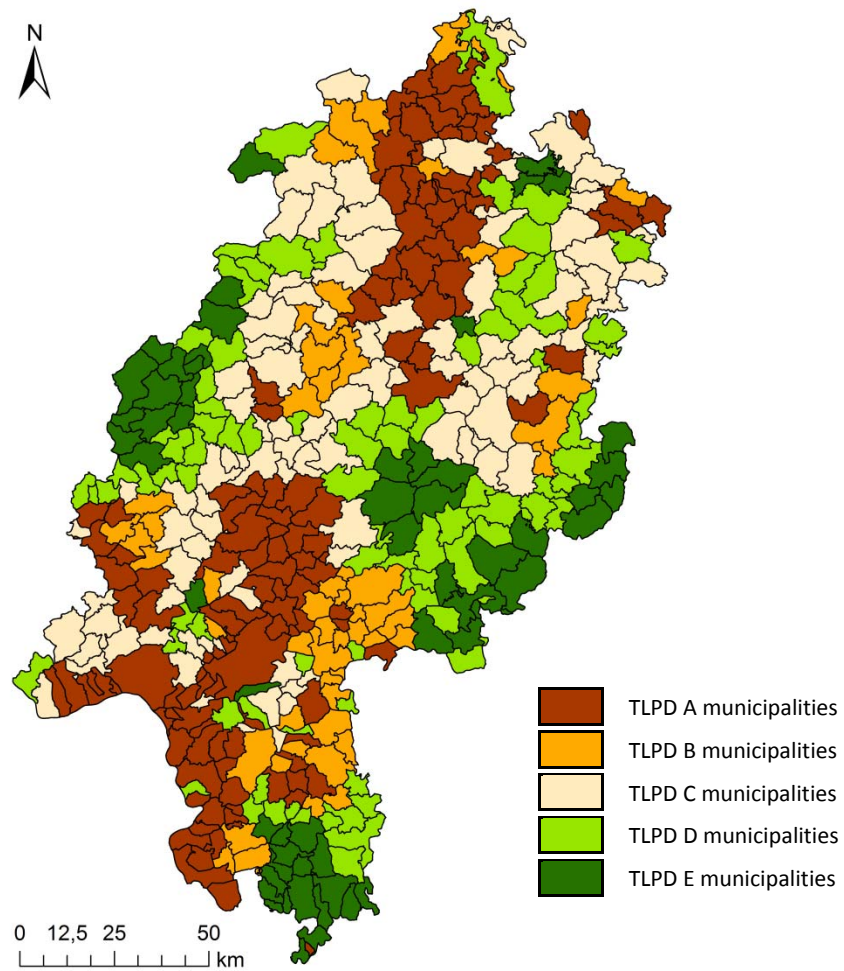 N
TLPD A municipalities
TLPD B municipalities
TLPD C municipalities
TLPD D municipalities
TLPD E municipalities
0 12,5 25 50
km